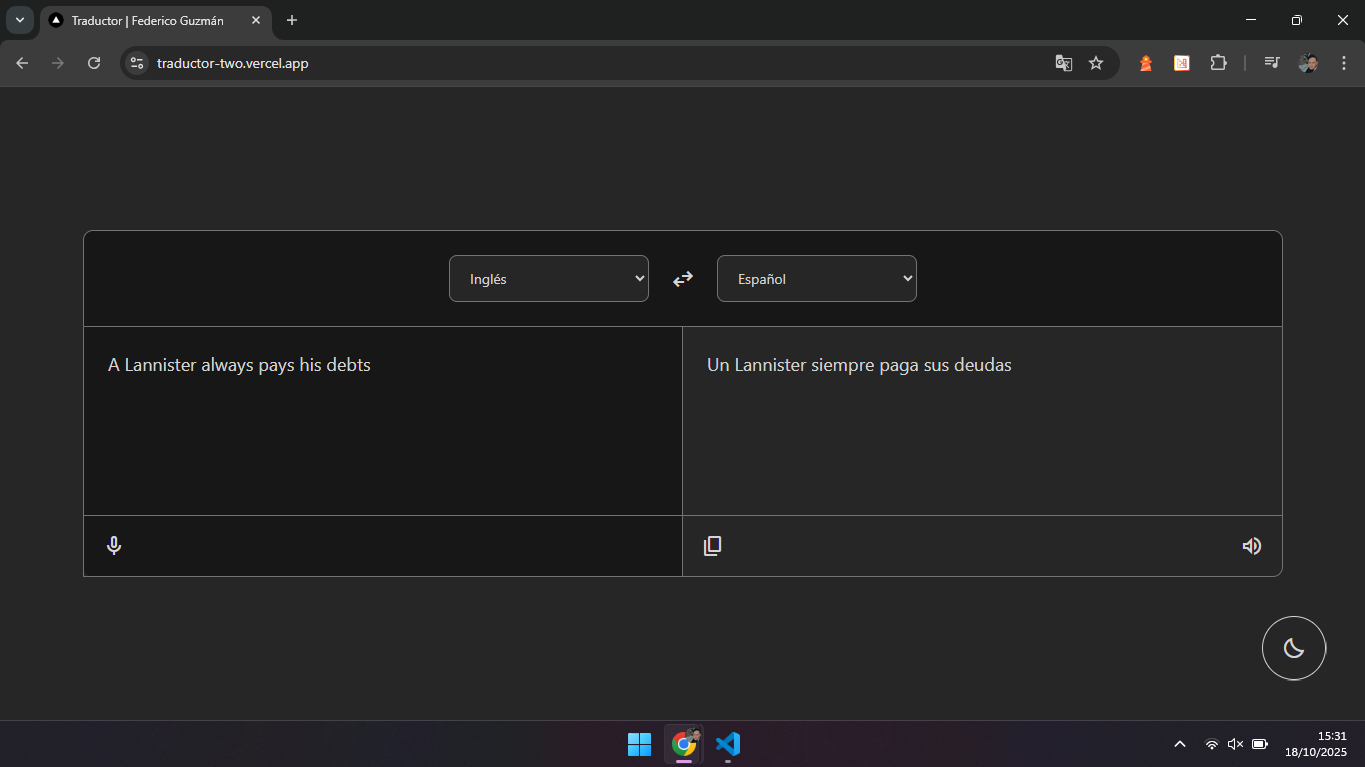 Traductor | Federico Guzmán
traductor-two.vercel.app
Inglés
Español
A Lannister always pays his debts
Un Lannister siempre paga sus deudas
15:31
18/10/2025